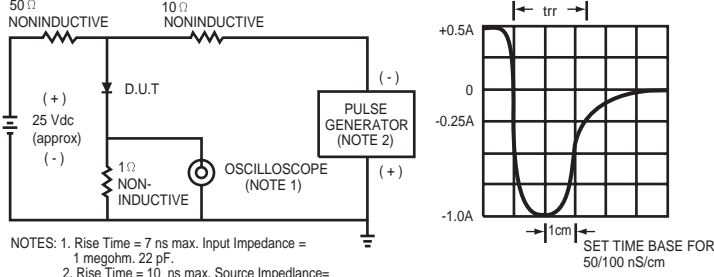 50 Ω
NONINDUCTIVE
10 Ω
NONINDUCTIVE
( + )
25 Vdc
(approx)
( - )
D.U.T
1 Ω
NON-
INDUCTIVE
OSCILLOSCOPE
(NOTE 1)
( - )
PULSE
GENERATOR
(NOTE 2)
( + )
trr
+0.5A
0
-0.25A
-1.0A
1cm
SET TIME BASE FOR
50/100 nS/cm
NOTES: 1. Rise Time = 7 ns max. Input Impedance =
1 megohm. 22 pF.
2. Rise Time = 10 ns max. Source Impedlance=